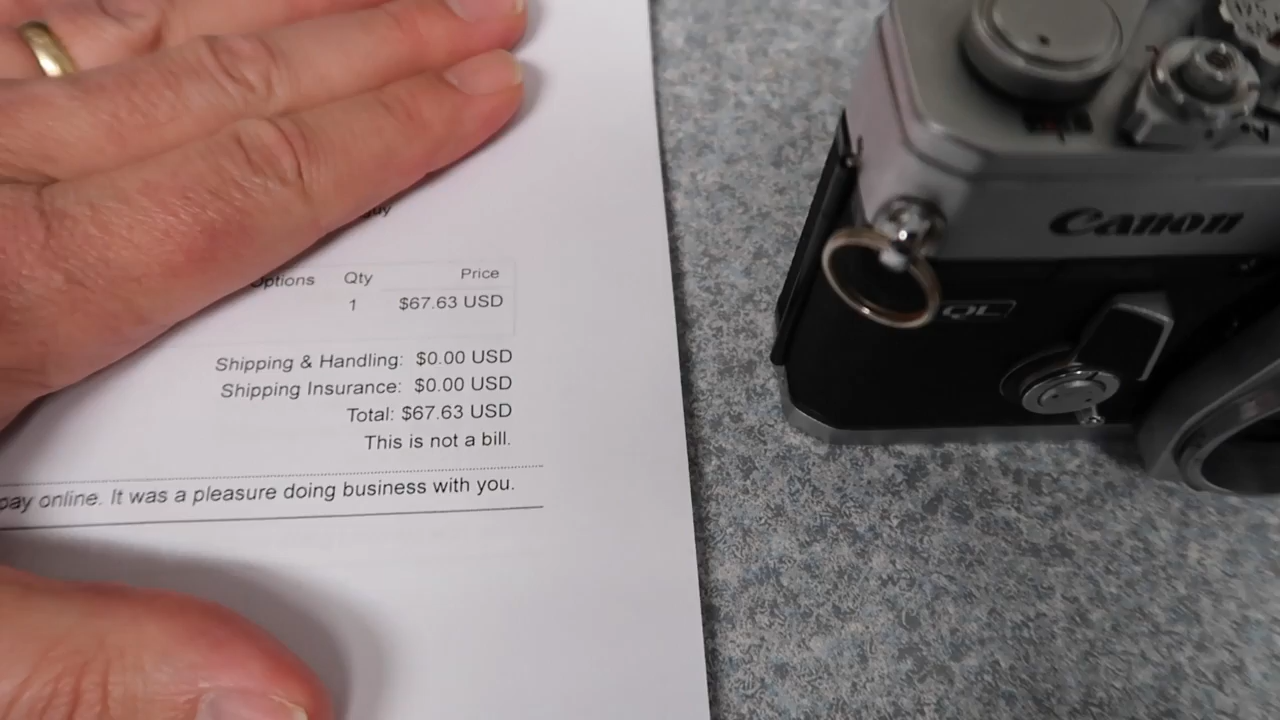 Options Qty Price
1 $67.63 USD
Shipping & Handling: $0.00 USD
Shipping Insurance: $0.00 USD
Total: $67.63 USD
This is not a bill.
pay online. It was a pleasure doing business with you.
Canon
QL